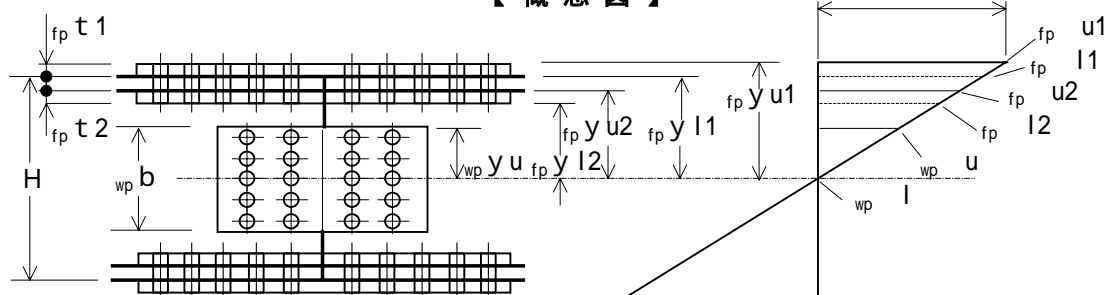 【 概 念 図 】
fp t 1
fp t 2
H
wp b
wp y u
fp y l2
fp y u2
fp y l1
fp y u1
fp u1
fp l1
fp u2
fp l2
wp u
wp l